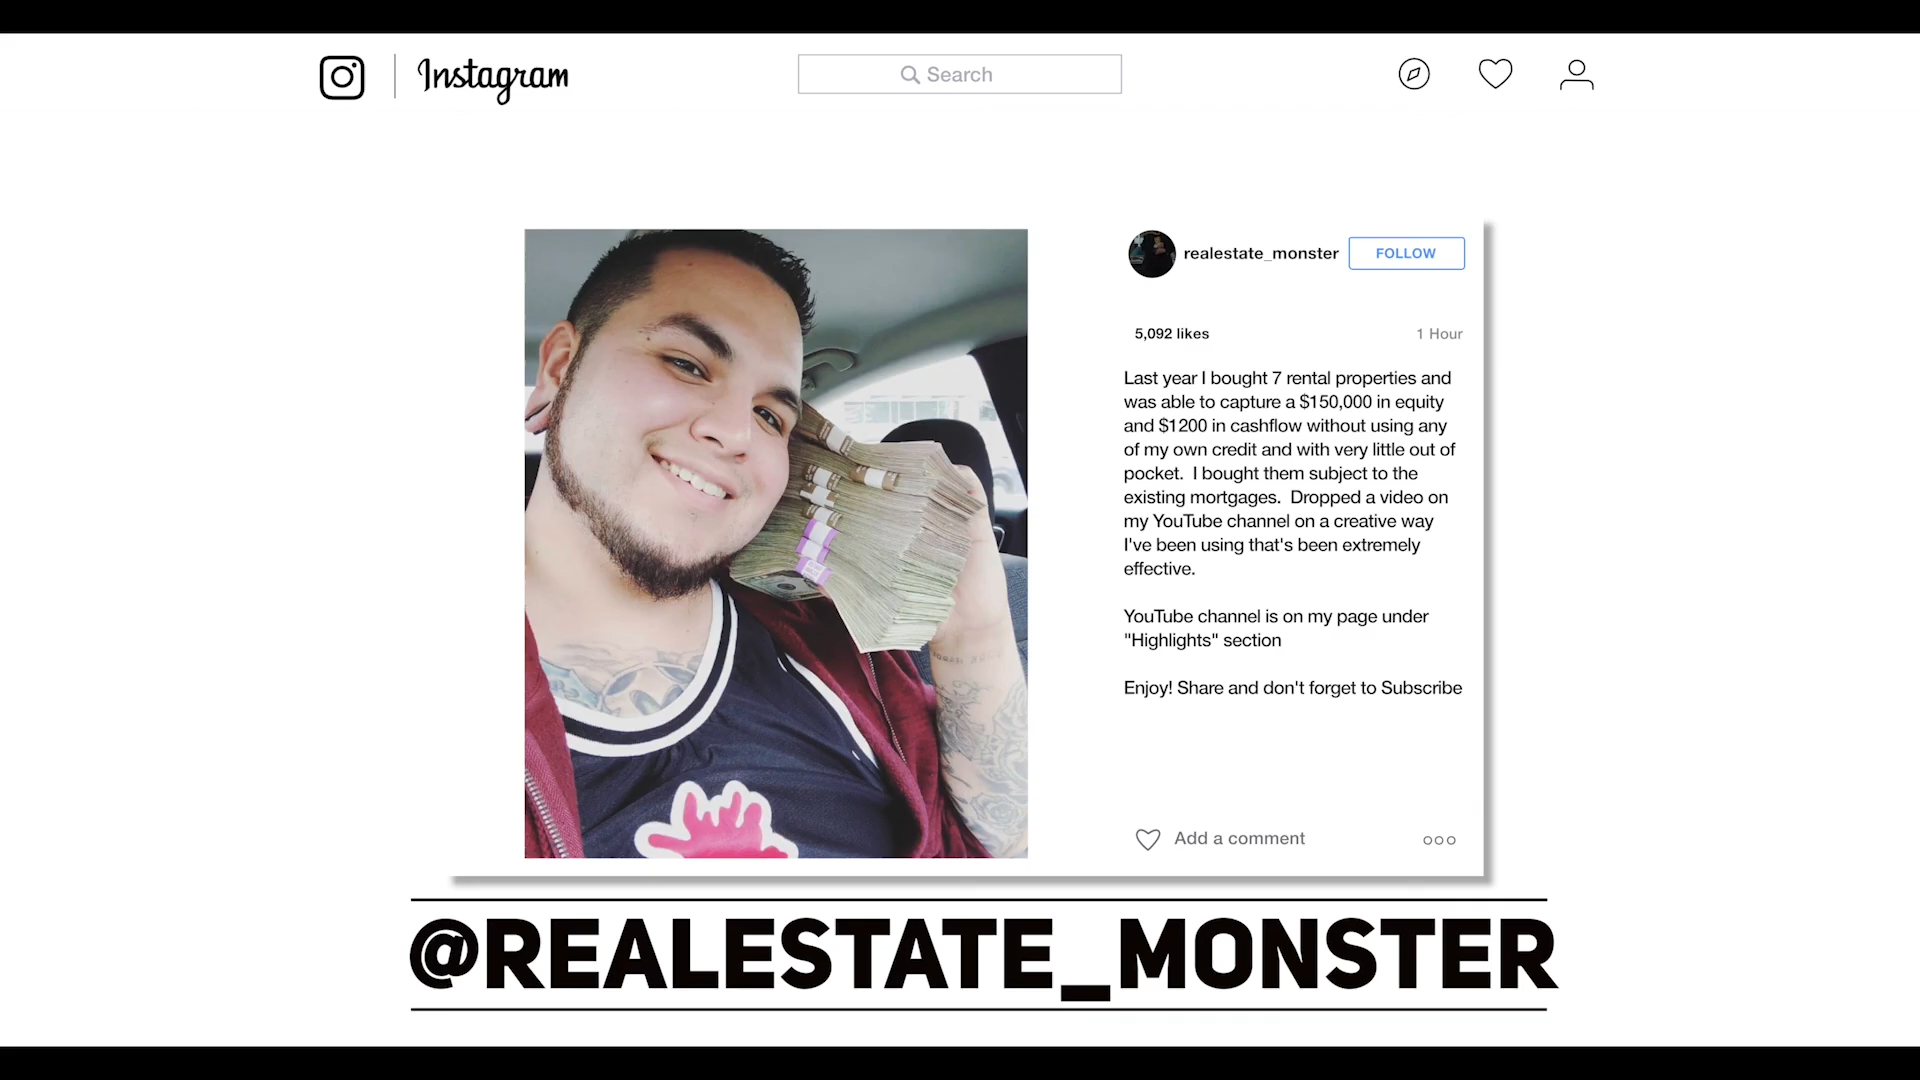 Instagram
Search
realestate_monster
FOLLOW
5,092 likes
1 Hour
Last year I bought 7 rental properties and
was able to capture a $150,000 in equity
and $1200 in cashflow without using any
of my own credit and with very little out of
pocket.  I bought them subject to the
existing mortgages.  Dropped a video on
my YouTube channel on a creative way
I've been using that's been extremely
effective.
YouTube channel is on my page under
"Highlights" section
Enjoy! Share and don't forget to Subscribe
Add a comment
@REALESTATE_MONSTER